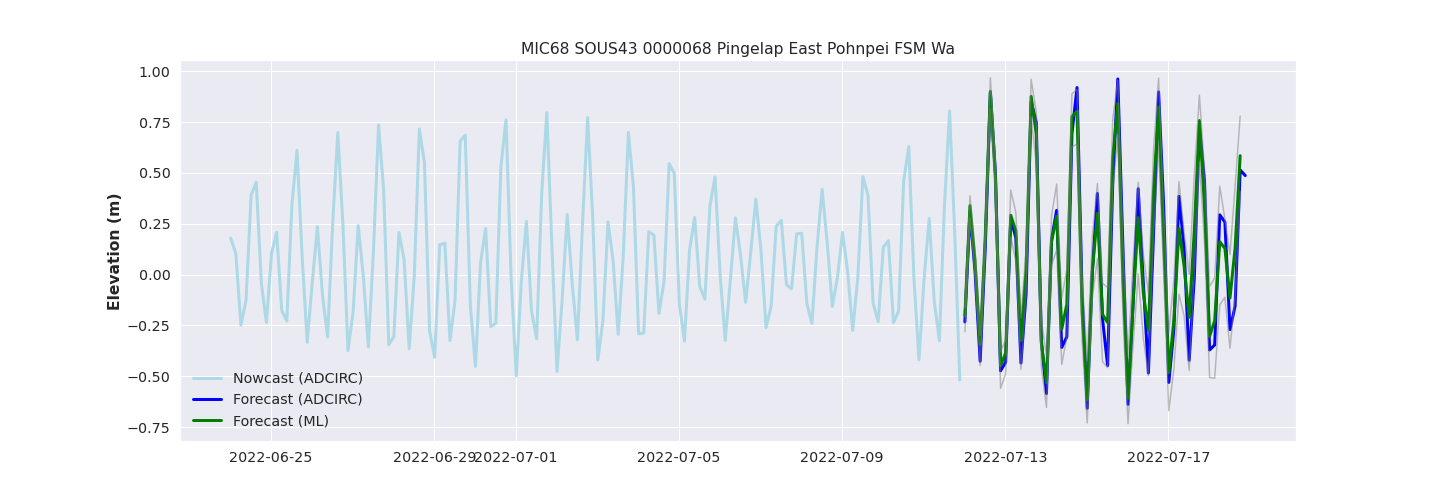 MIC68 SOUS43 0000068 Pingelap East Pohnpei FSM Wa
Elevation (m)
1.00
0.75
0.50
0.25
0.00
−0.25
−0.50
−0.75
Nowcast (ADCIRC)
Forecast (ADCIRC)
Forecast (ML)
2022-06-25 2022-06-29 2022-07-01 2022-07-05 2022-07-09 2022-07-13 2022-07-17